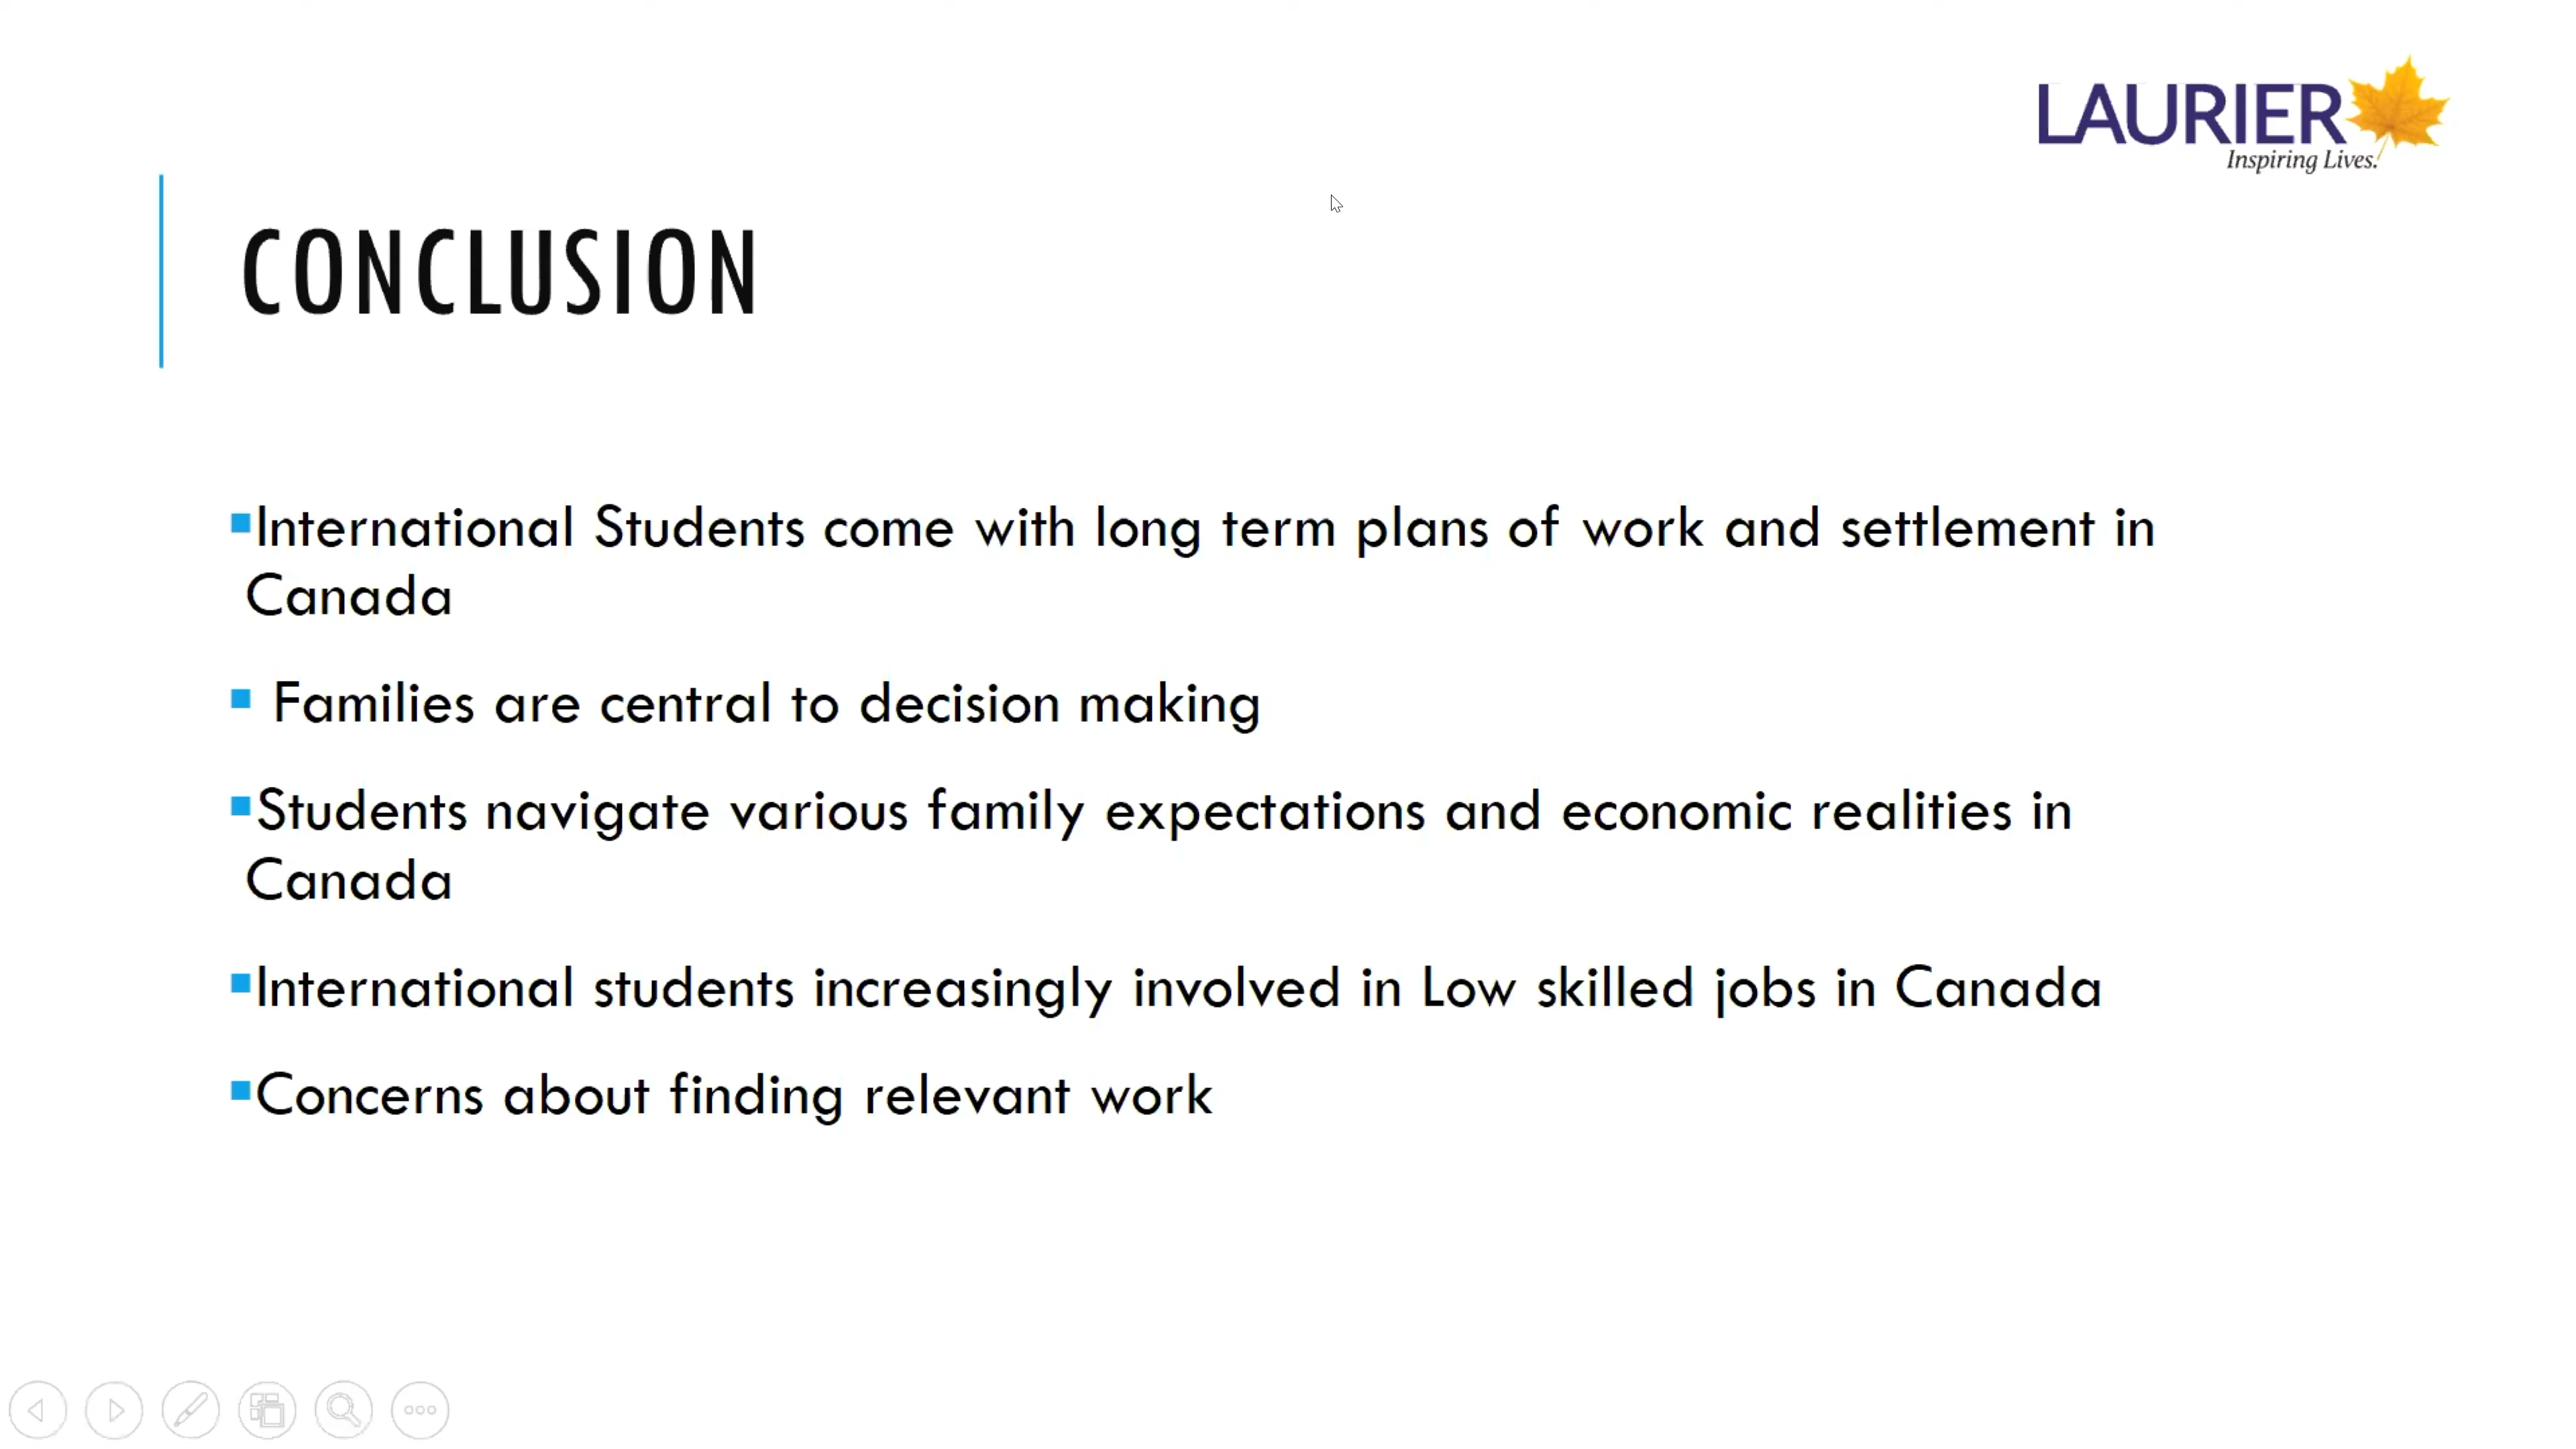 LAURIER
Inspiring Lives.
CONCLUSION
▪International Students come with long term plans of work and settlement in
Canada
▪ Families are central to decision making
▪Students navigate various family expectations and economic realities in
Canada
▪International students increasingly involved in Low skilled jobs in Canada
▪Concerns about finding relevant work